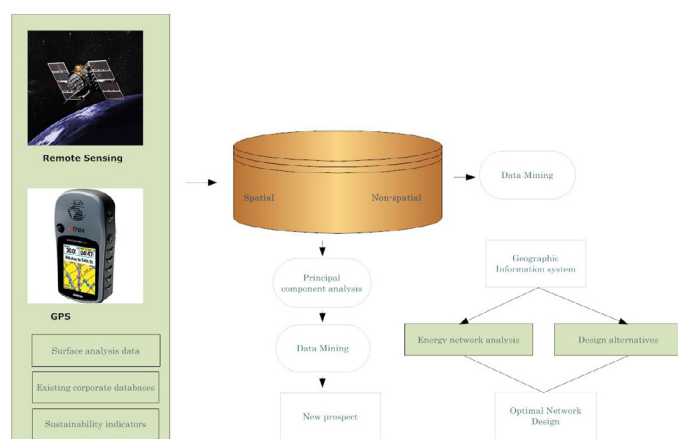 Remote Sensing
GPS
Surface analysis data
Existing corporate databases
Sustainability indicators
Spatial
Non-spatial
Data Mining
Principal
component analysis
Data Mining
New prospect
Geographic
Information system
Energy network analysis
Design alternatives
Optimal Network
Design